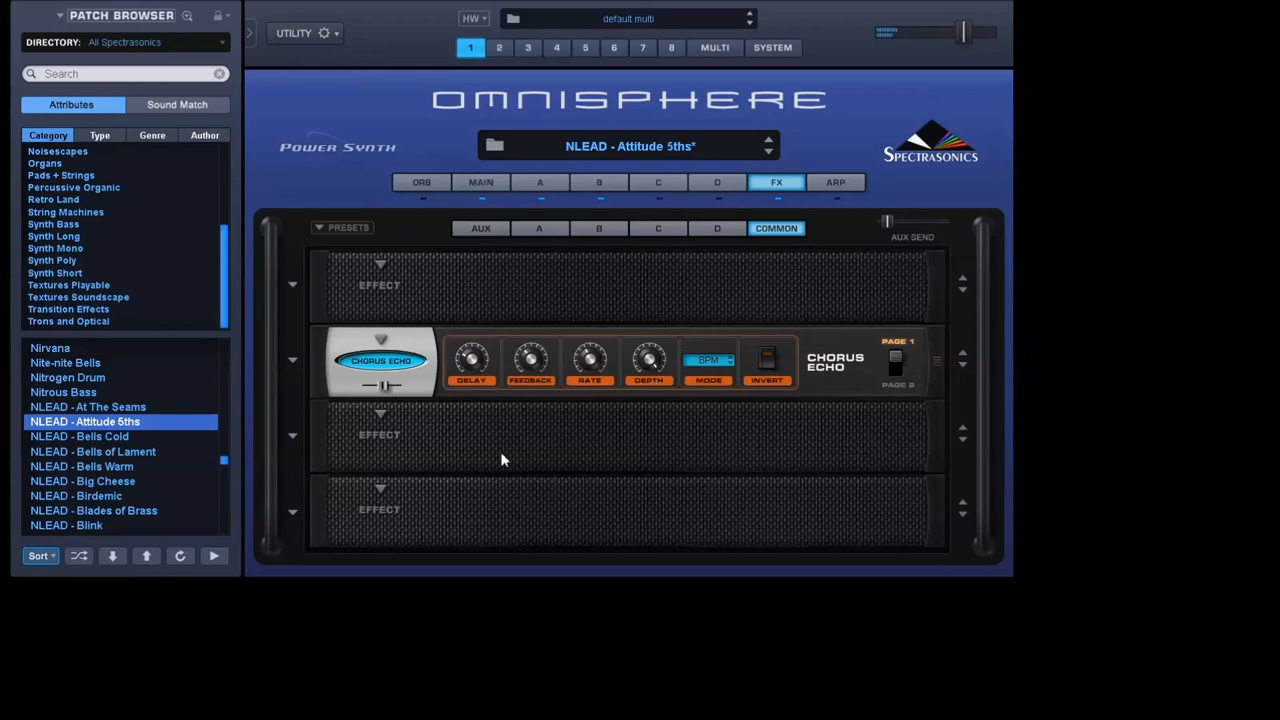 PATCH BROWSER
DIRECTORY: All Spectrasonics
Search
Attributes Sound Match
Category Type Genre Author
Noisescapes
Organs
Pads + Strings
Percussive Organic
Retro Land
String Machines
Synth Bass
Synth Long
Synth Mono
Synth Poly
Synth Short
Textures Playable
Textures Soundscape
Transition Effects
Trons and Optical
Nirvana
Nite-nite Bells
Nitrogen Drum
Nitrous Bass
NLEAD - At The Seams
NLEAD - Attitude 5ths
NLEAD - Bells Cold
NLEAD - Bells of Lament
NLEAD - Bells Warm
NLEAD - Big Cheese
NLEAD - Birdemic
NLEAD - Blades of Brass
NLEAD - Blink
Sort
UTILITY
HW default multi
1 2 3 4 5 6 7 8 MULTI SYSTEM
OMNISPHERE
POWER SYNTH
NLEAD - Attitude 5ths*
SPECTRASONICS
ORB MAIN A B C D FX ARP
PRESETS
AUX A B C D COMMON
AUX SEND
EFFECT
CHORUS ECHO
DELAY FEEDBACK RATE DEPTH BPM MODE INVERT
CHORUS ECHO
PAGE 1
PAGE 2
EFFECT
EFFECT